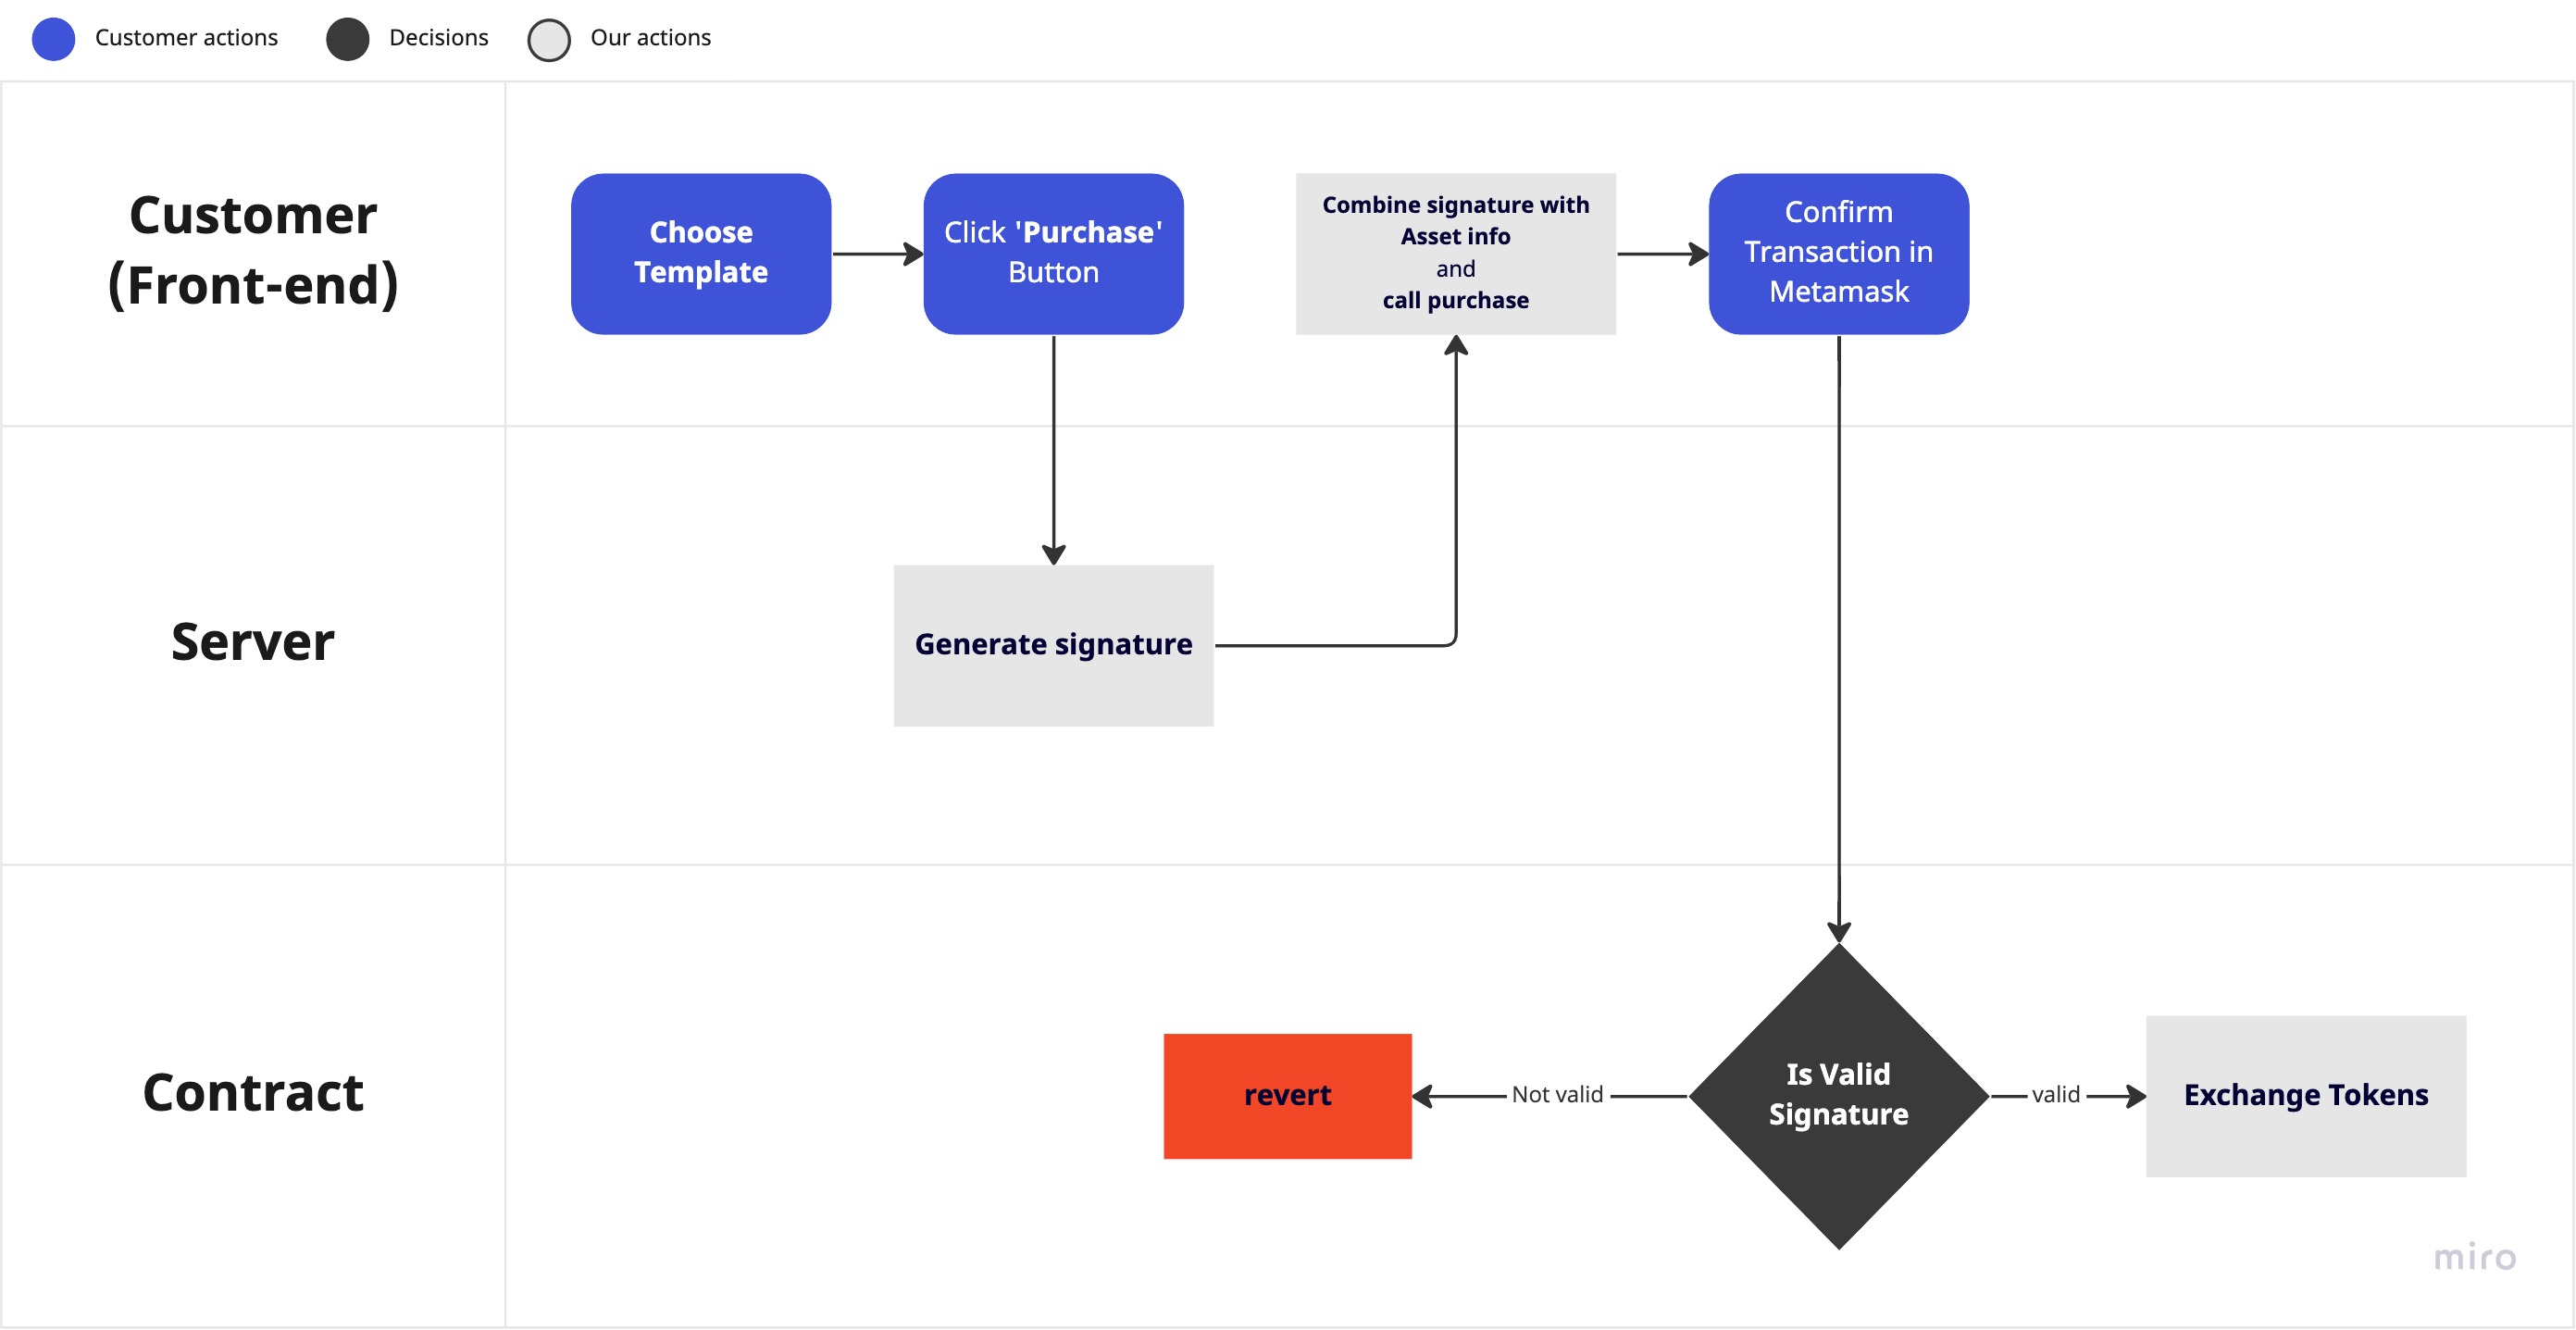 Customer actions
Decisions
Our actions
Customer
(Front-end)
Choose
Template
Click 'Purchase'
Button
Combine signature with
Asset info
and
call purchase
Confirm
Transaction in
Metamask
Server
Generate signature
Contract
revert
Not valid
Is Valid
Signature
valid
Exchange Tokens
miro